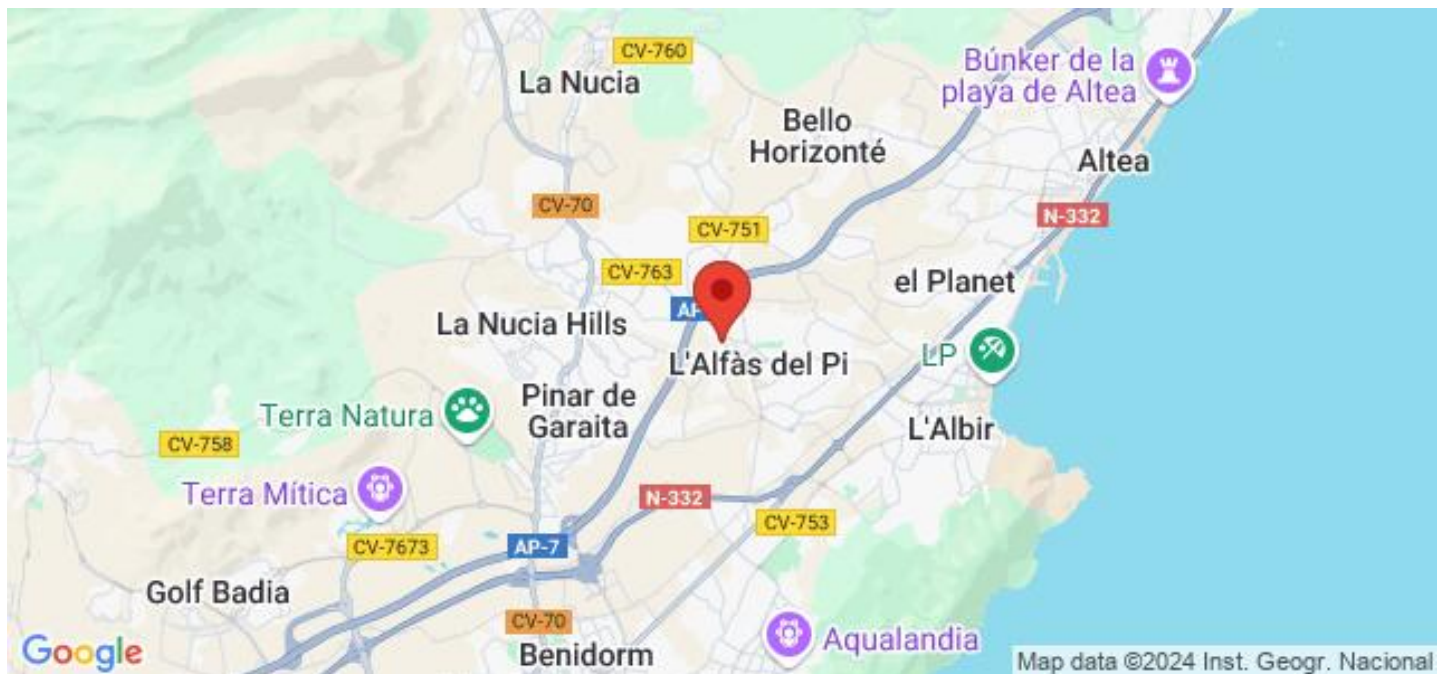 CV-760
La Nucia
Búnker de la
playa de Altea
Bello
Horizonté
Altea
CV-70
N-332
CV-751
CV-763
el Planet
AP
La Nucia Hills
LP
L'Alfàs del Pi
Pinar de
Garaita
Terra Natura
L'Albir
CV-758
Terra Mítica
N-332
CV-753
CV-7673
AP-7
Golf Badia
CV-70
Aqualandia
Benidorm
Google
Map data ©2024 Inst. Geogr. Nacional